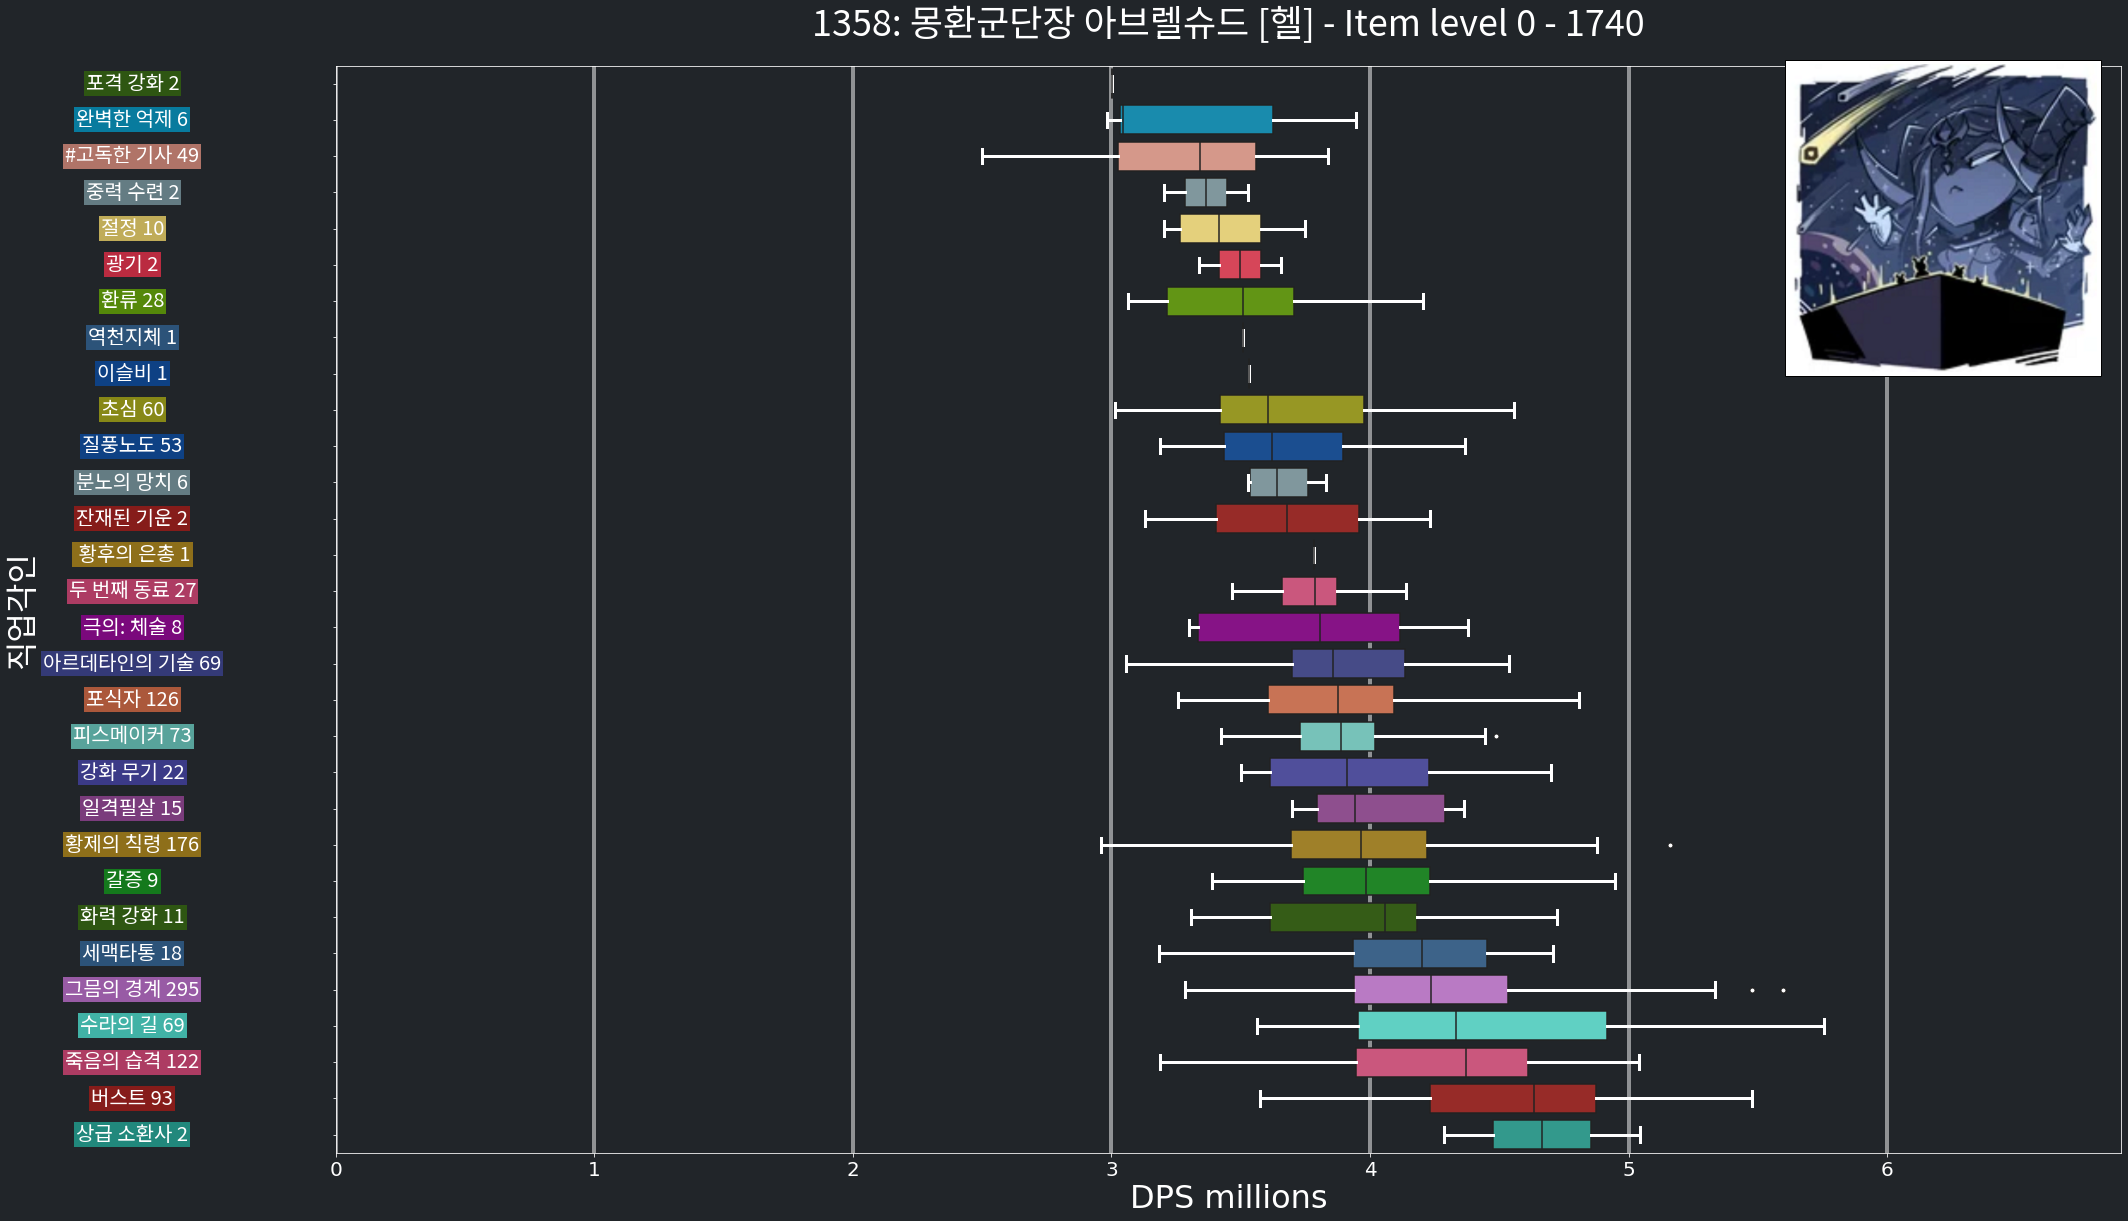 1358: 몽환군단장 아브렐슈드 [헬] - Item level 0 - 1740
포격 강화 2
완벽한 억제 6
#고독한 기사 49
중력 수련 2
절정 10
광기 2
환류 28
역천지체 1
이슬비 1
초심 60
질풍노도 53
분노의 망치 6
잔재된 기운 2
황후의 은총 1
두 번째 동료 27
극의: 체술 8
아르데타인의 기술 69
포식자 126
피스메이커 73
강화 무기 22
일격필살 15
황제의 칙령 176
갈증 9
화력 강화 11
세맥타통 18
그믐의 경계 295
수라의 길 69
죽음의 습격 122
버스트 93
상급 소환사 2
직업각인
0 1 2 3 4 5 6
DPS millions